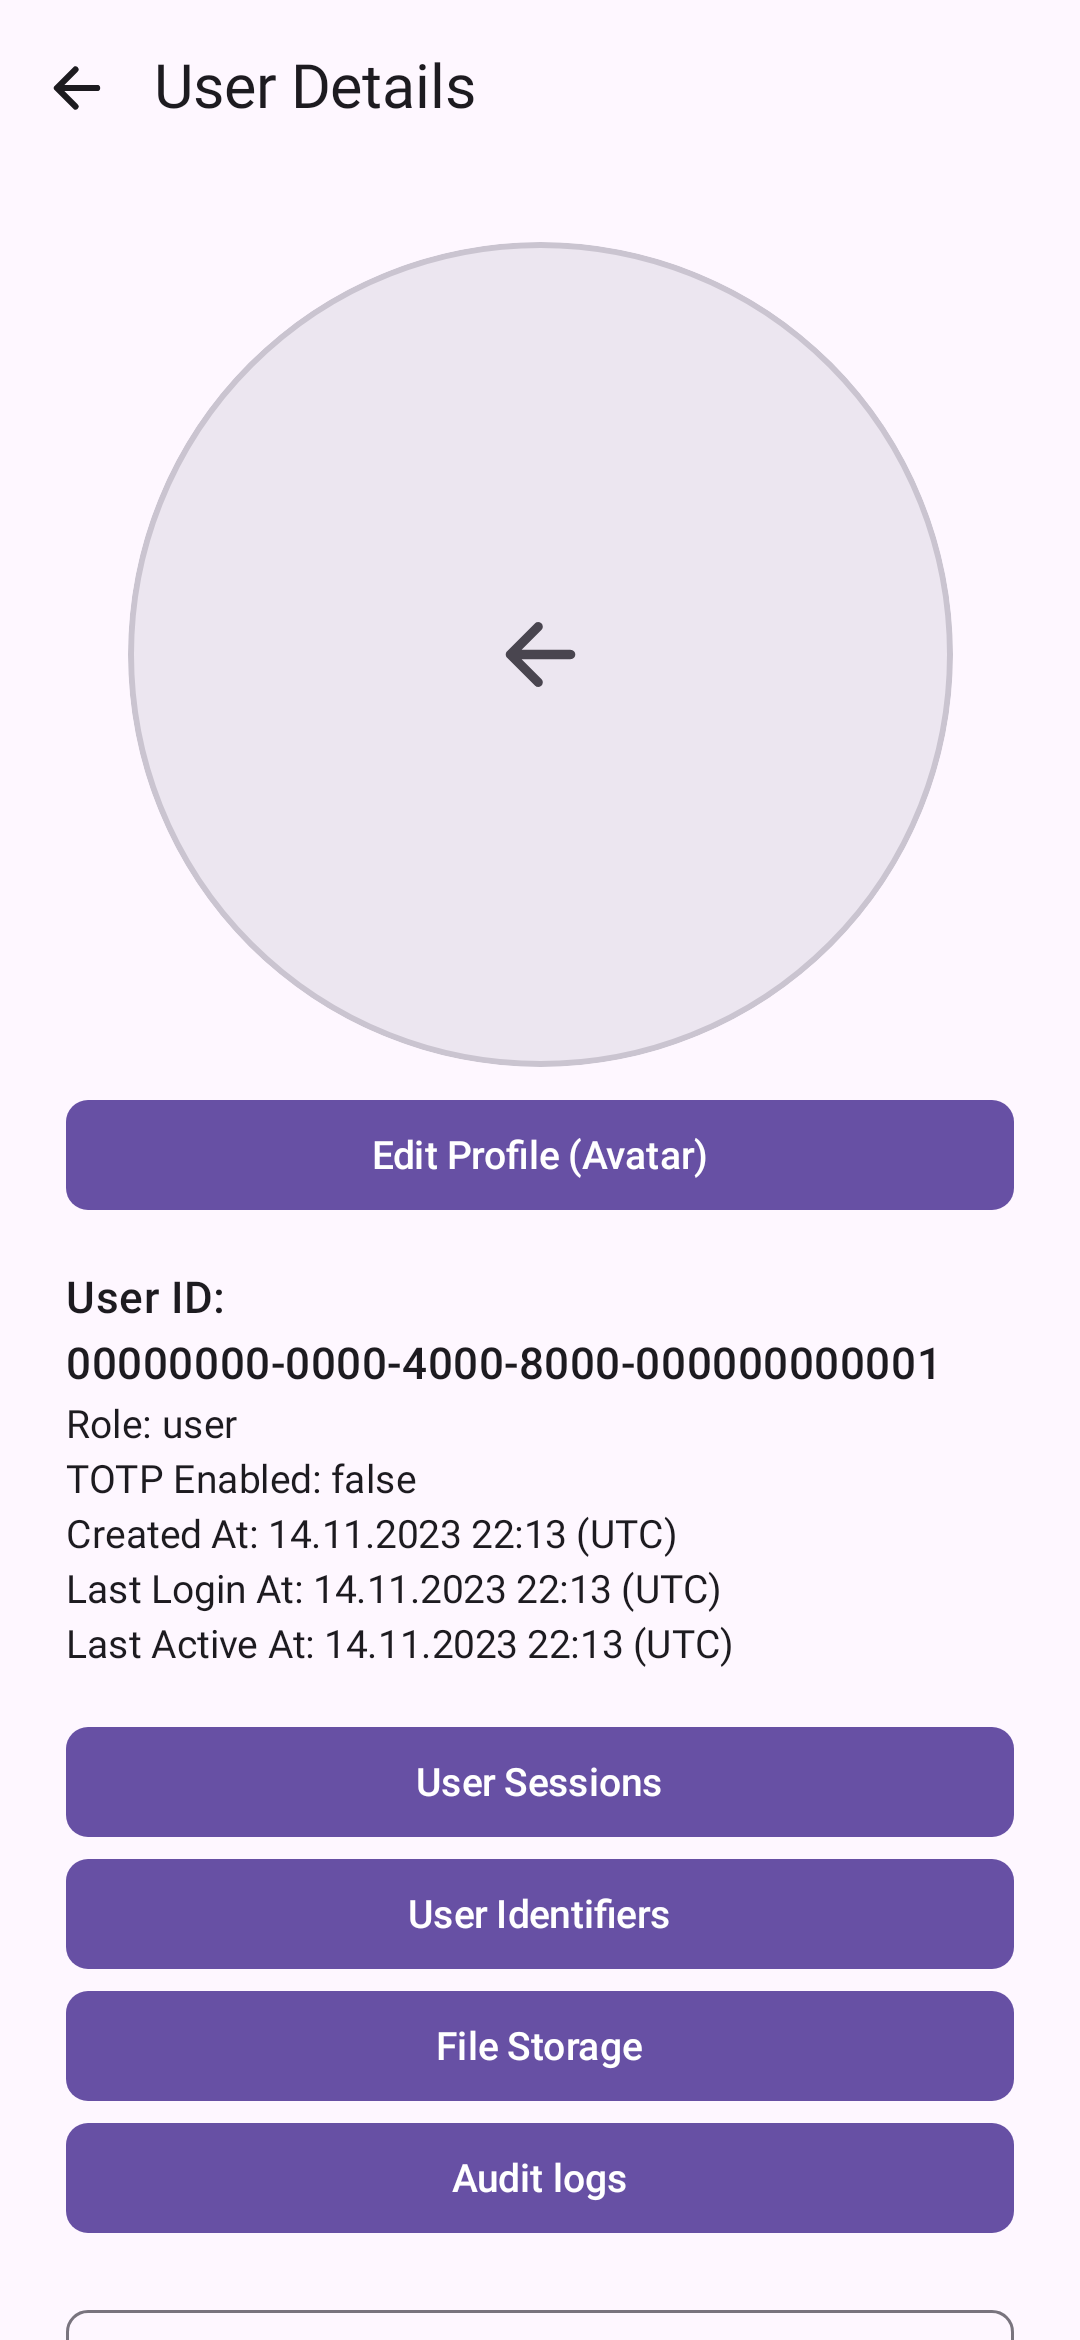 User Details
Edit Profile (Avatar)
User ID:
00000000-0000-4000-8000-000000000001
Role: user
TOTP Enabled: false
Created At: 14.11.2023 22:13 (UTC)
Last Login At: 14.11.2023 22:13 (UTC)
Last Active At: 14.11.2023 22:13 (UTC)
User Sessions
User Identifiers
File Storage
Audit logs